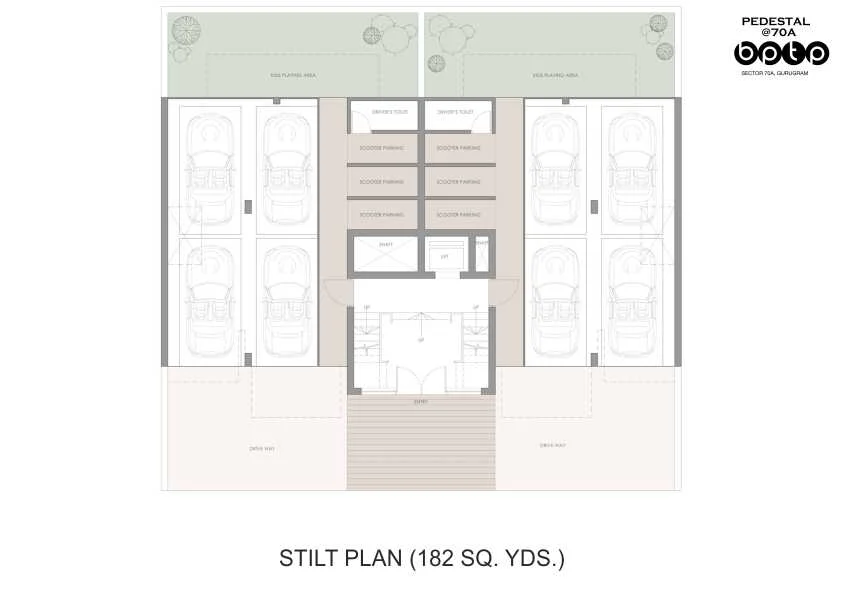 PEDESTAL
@70A
bptp
SECTOR 70A, GURUGRAM
KIDS PLAYING AREA
KIDS PLAYING AREA
DRIVER'S TOILET
DRIVER'S TOILET
SCOOTER PARKING
SCOOTER PARKING
SCOOTER PARKING
SCOOTER PARKING
SCOOTER PARKING
SCOOTER PARKING
SHAFT
LIFT
SHAFT
UP
UP
UP
ENTRY
DRIVE WAY
DRIVE WAY
STILT PLAN (182 SQ. YDS.)